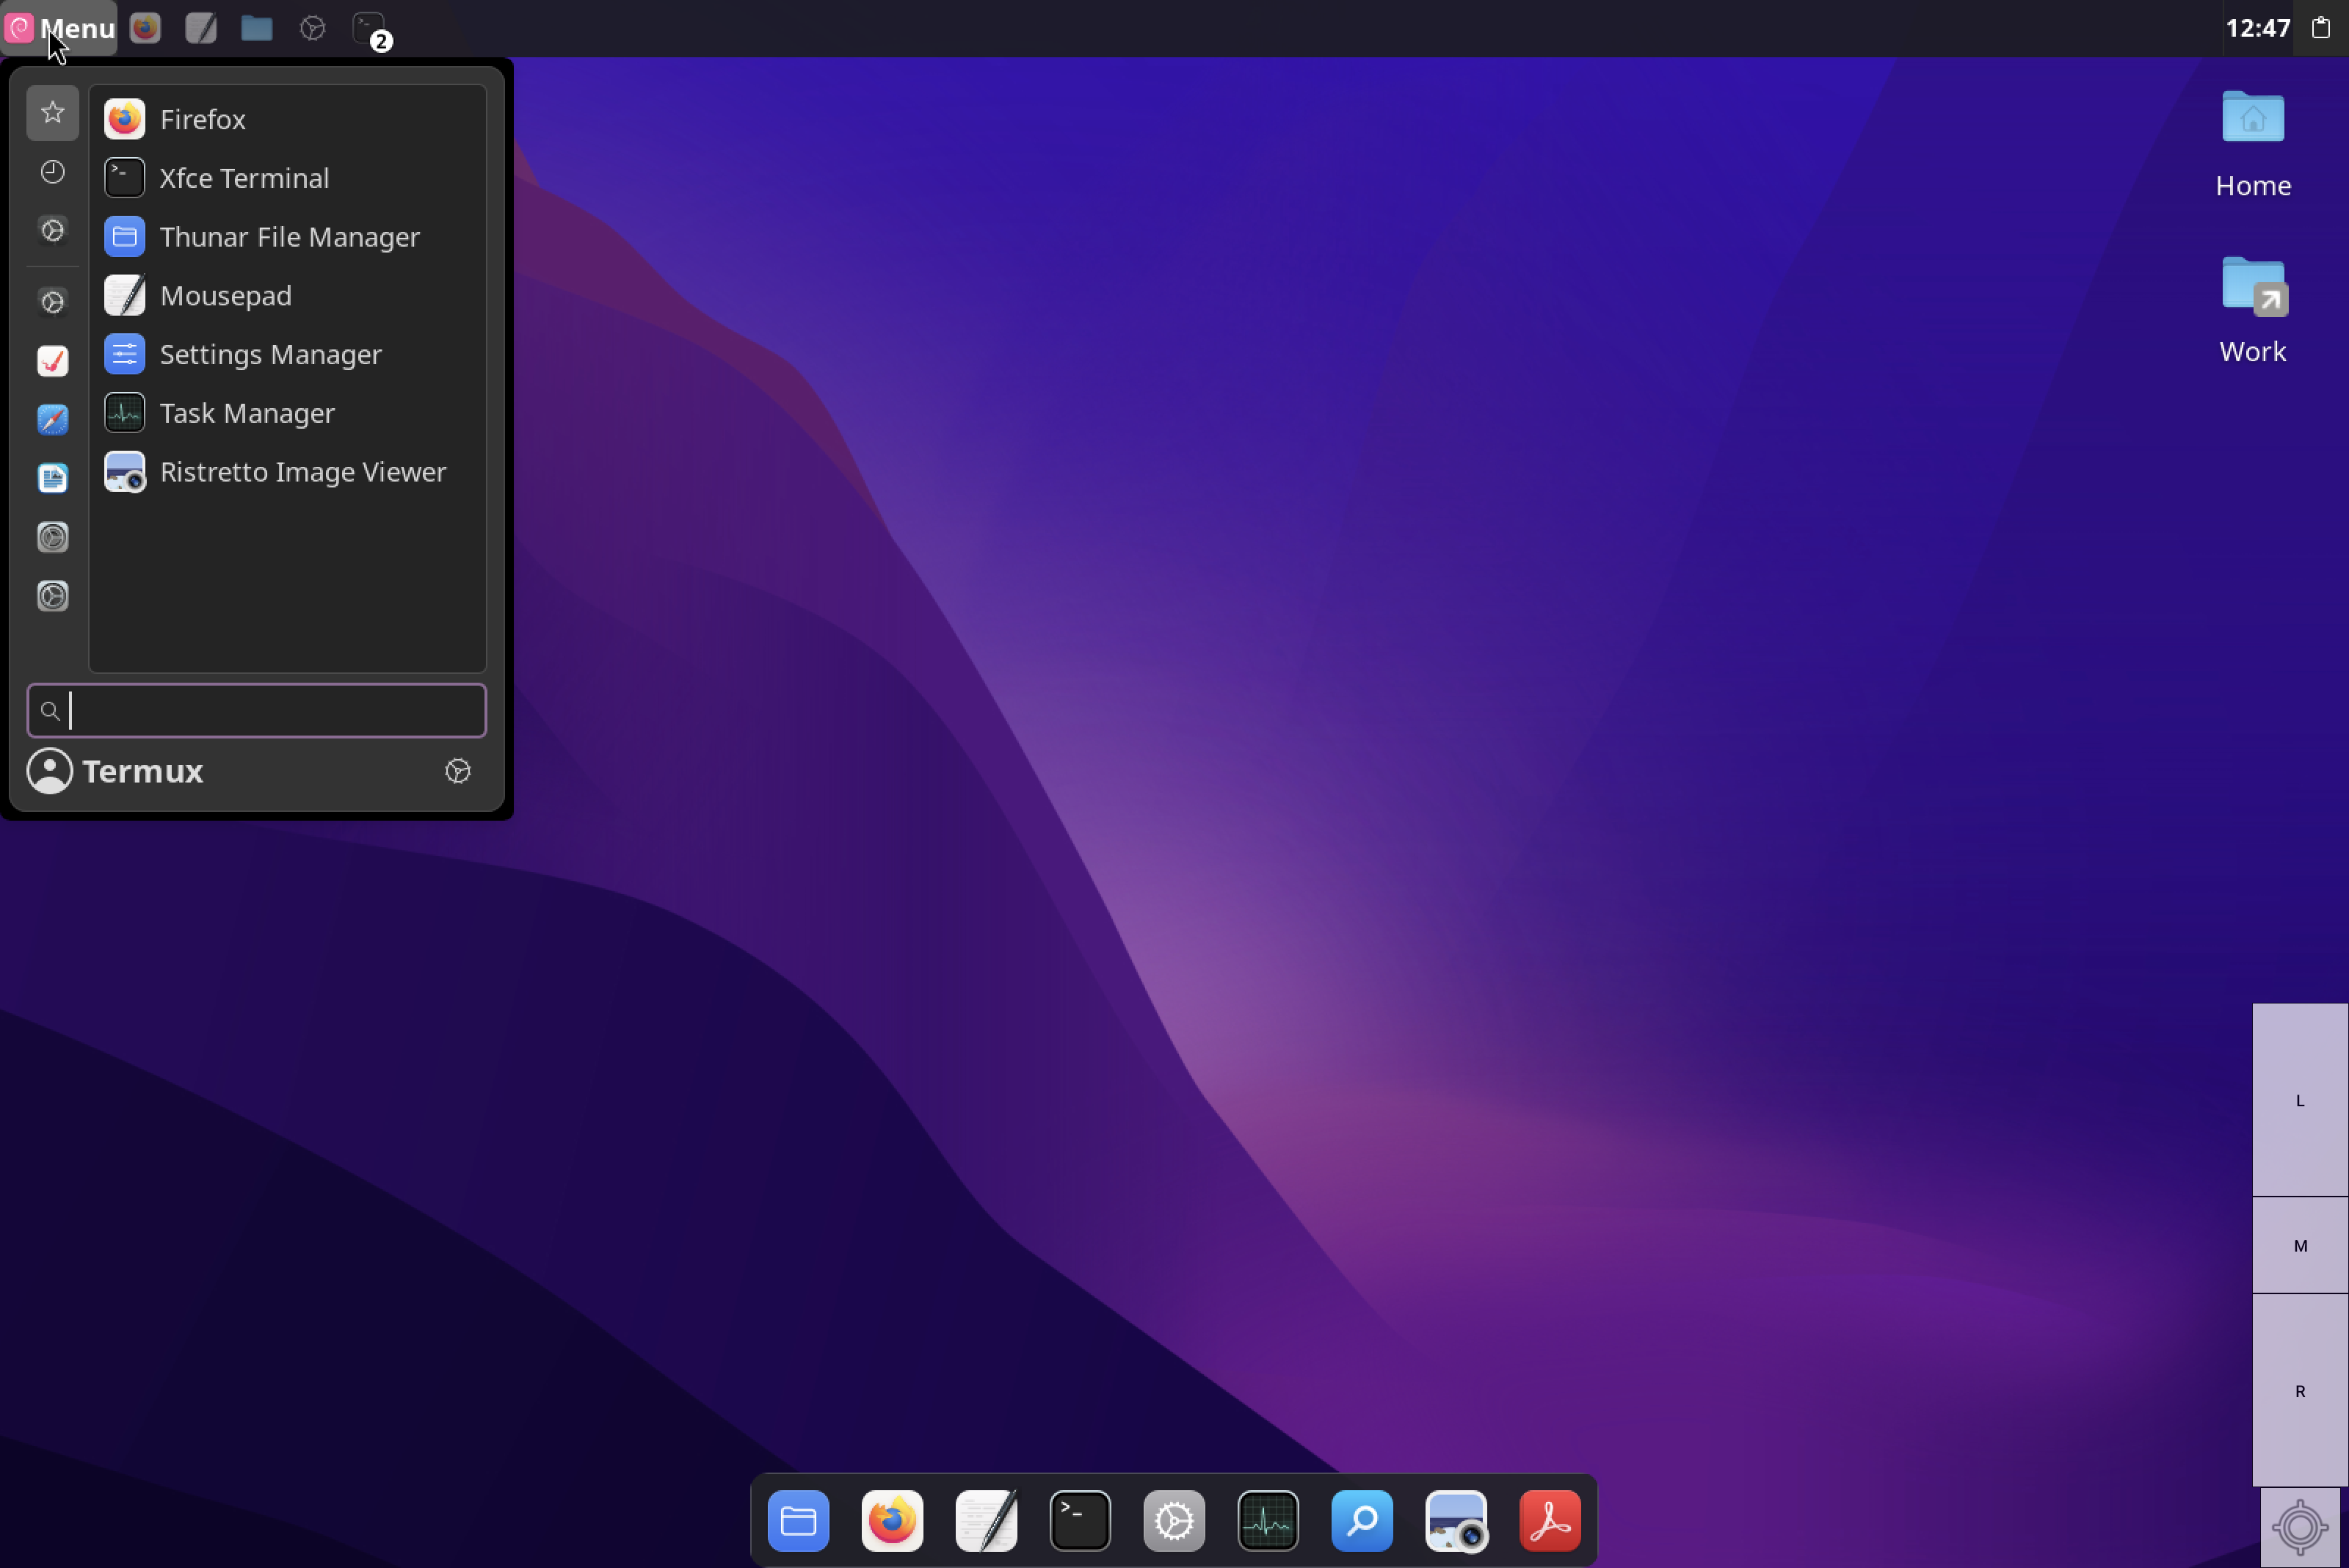 Menu
2
12:47
Firefox
Xfce Terminal
Thunar File Manager
Mousepad
Settings Manager
Task Manager
Ristretto Image Viewer
Termux
Home
Work
L
M
R